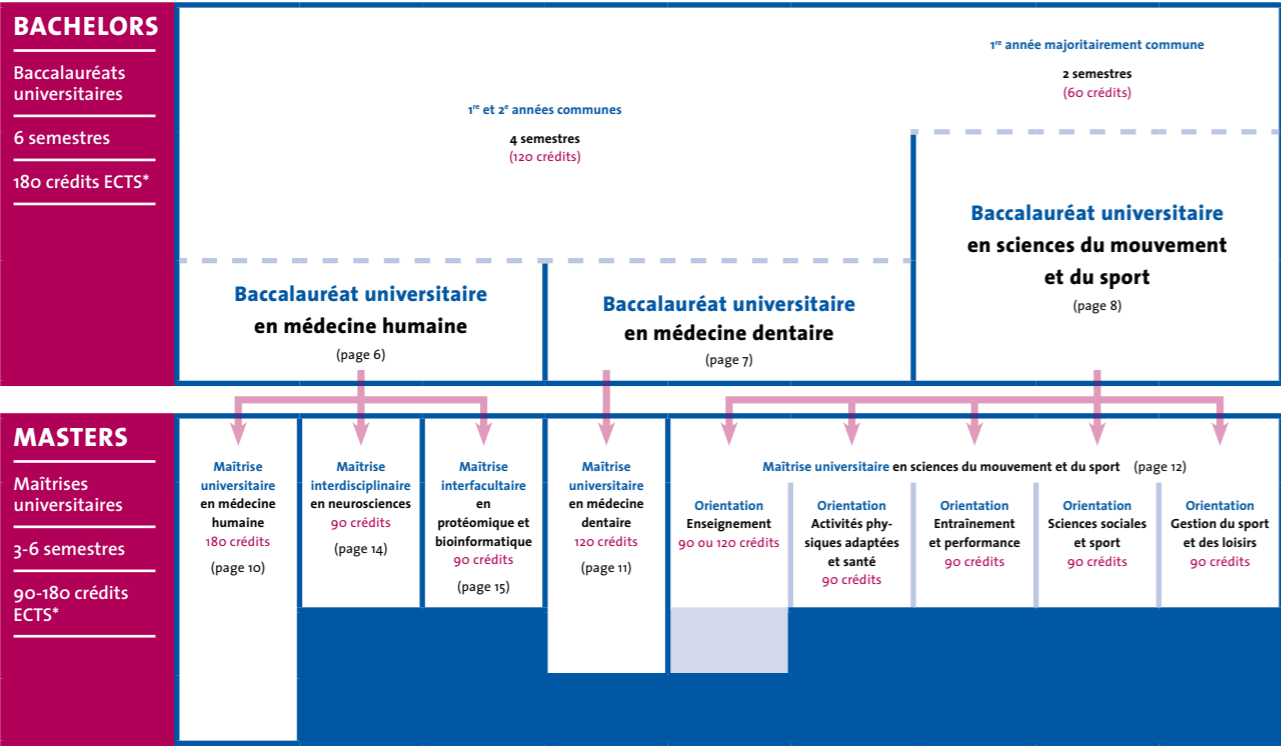 BACHELORS
Baccalauréats
universitaires
6 semestres
180 crédits ECTS*
1re et 2e années communes
4 semestres
(120 crédits)
1re année majoritairement commune
2 semestres
(60 crédits)
Baccalauréat universitaire
en médecine humaine
(page 6)
Baccalauréat universitaire
en médecine dentaire
(page 7)
Baccalauréat universitaire
en sciences du mouvement
et du sport
(page 8)
MASTERS
Maîtrises
universitaires
3-6 semestres
90-180 crédits
ECTS*
Maîtrise
universitaire
en médecine
humaine
180 crédits
(page 10)
Maîtrise
interdisciplinaire
en neurosciences
90 crédits
(page 14)
Maîtrise
interfacultaire
en
protéomique et
bioinformatique
90 crédits
(page 15)
Maîtrise
universitaire
en médecine
dentaire
120 crédits
(page 11)
Maîtrise universitaire en sciences du mouvement et du sport (page 12)
Orientation
Enseignement
90 ou 120 crédits
Orientation
Activités phy-
siques adaptées
et santé
90 crédits
Orientation
Entraînement
et performance
90 crédits
Orientation
Sciences sociales
et sport
90 crédits
Orientation
Gestion du sport
et des loisirs
90 crédits